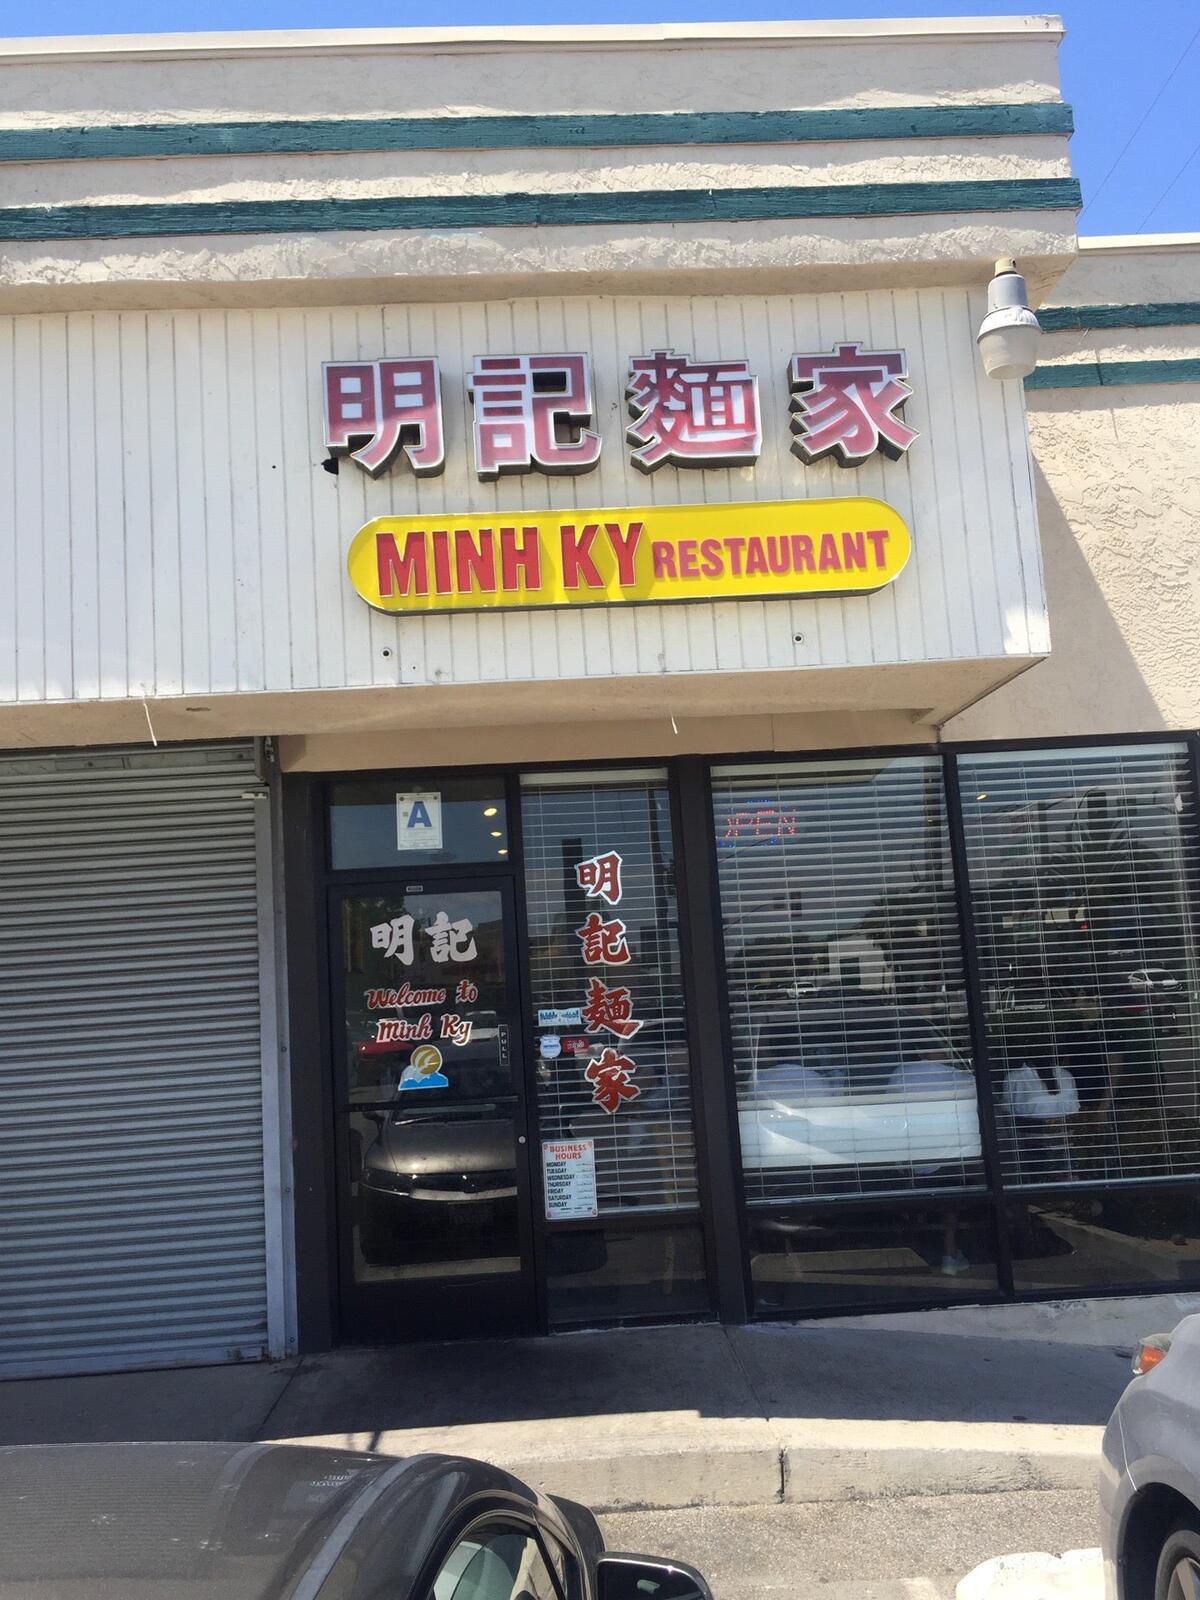 明記麵家
MINH KY RESTAURANT
A
OPEN
明記
Welcome to
Minh Ky
PULL
明記麵家
BUSINESS
HOURS
MONDAY
TUESDAY
WEDNESDAY
THURSDAY
FRIDAY
SATURDAY
SUNDAY